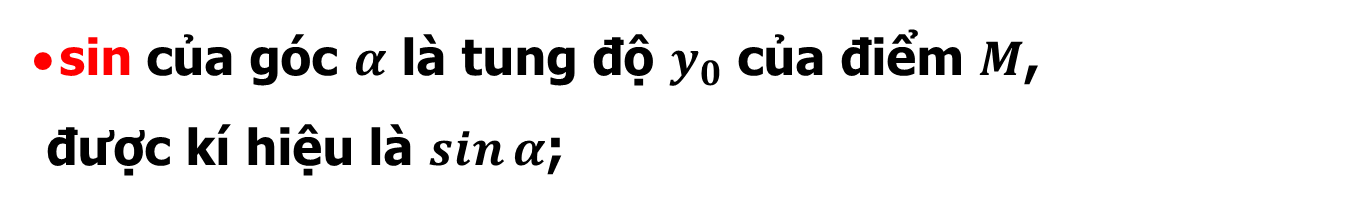 •sin của góc 𝜶 là tung độ 𝒚₀ của điểm 𝑴,
được kí hiệu là 𝒔𝒊𝒏 𝜶;